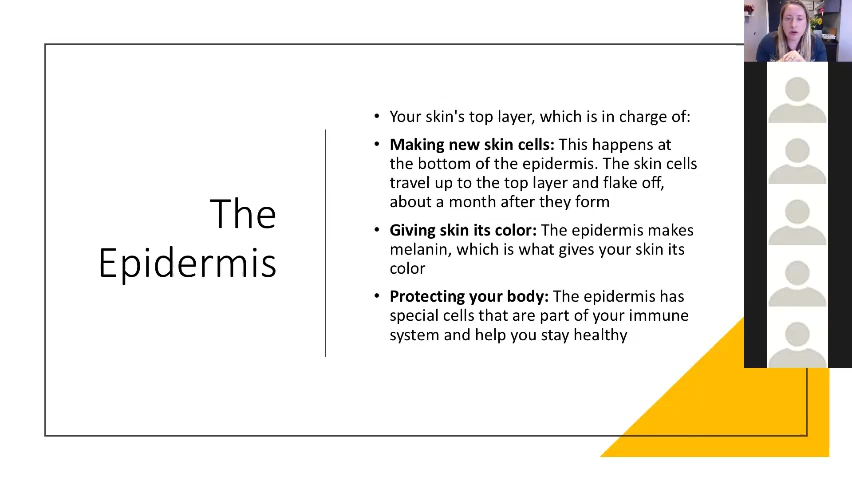 The
Epidermis
• Your skin's top layer, which is in charge of:
• Making new skin cells: This happens at
the bottom of the epidermis. The skin cells
travel up to the top layer and flake off,
about a month after they form
• Giving skin its color: The epidermis makes
melanin, which is what gives your skin its
color
• Protecting your body: The epidermis has
special cells that are part of your immune
system and help you stay healthy